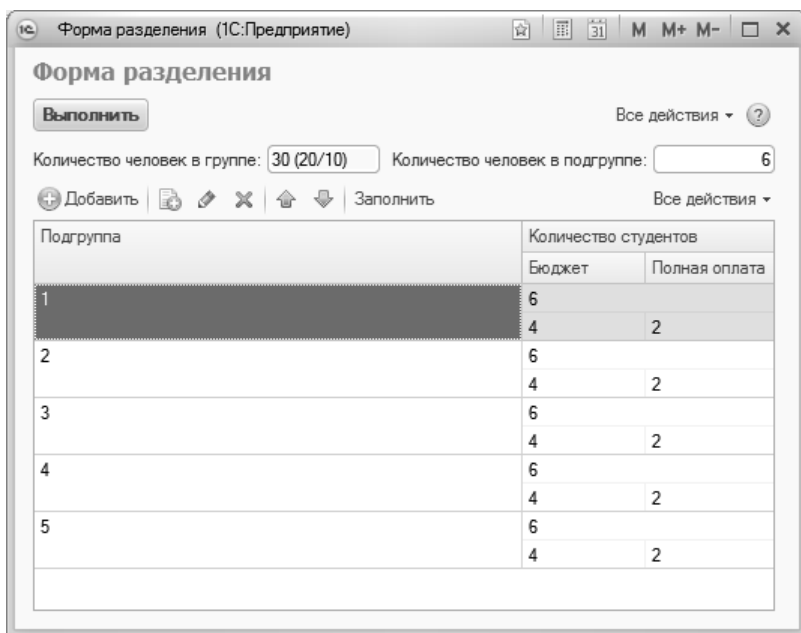 1С Форма разделения (1С:Предприятие) 31 M M+ M-
Форма разделения
Выполнить Все действия ?
Количество человек в группе: 30 (20/10) Количество человек в подгруппе: 6
Добавить Заполнить Все действия
Подгруппа Количество студентов
Бюджет Полная оплата
1 6
4 2
2 6
4 2
3 6
4 2
4 6
4 2
5 6
4 2